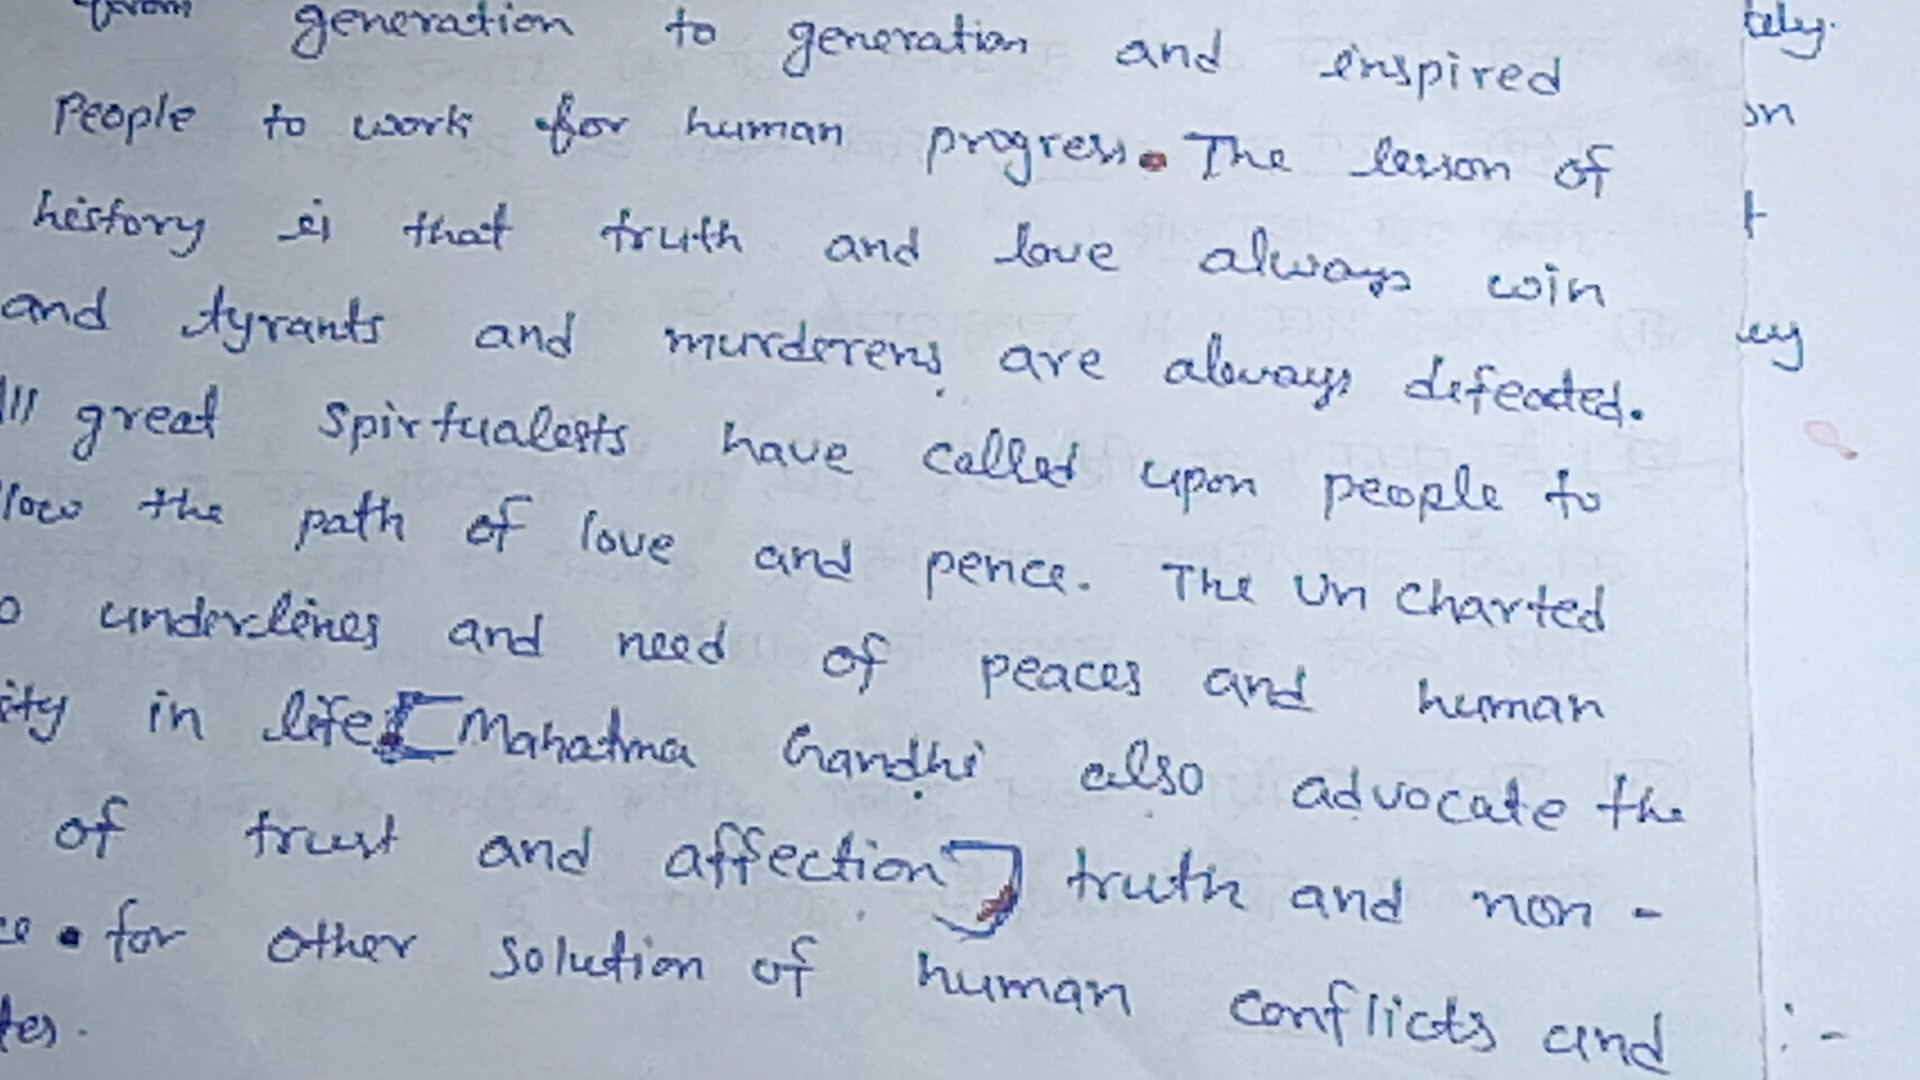 from generation to generation and inspired
People to work for human progress. The lesson of
history is that truth and love always win
and tyrants and murderers are always defeated.
great Spirtualists have called upon people to
the path of love and pence. The Un Charted
underlines and need of peaces and human
ity in life. [Mahatma Gandhi also advocate the
of trust and affection] truth and non-
for other solution of human conflicts and